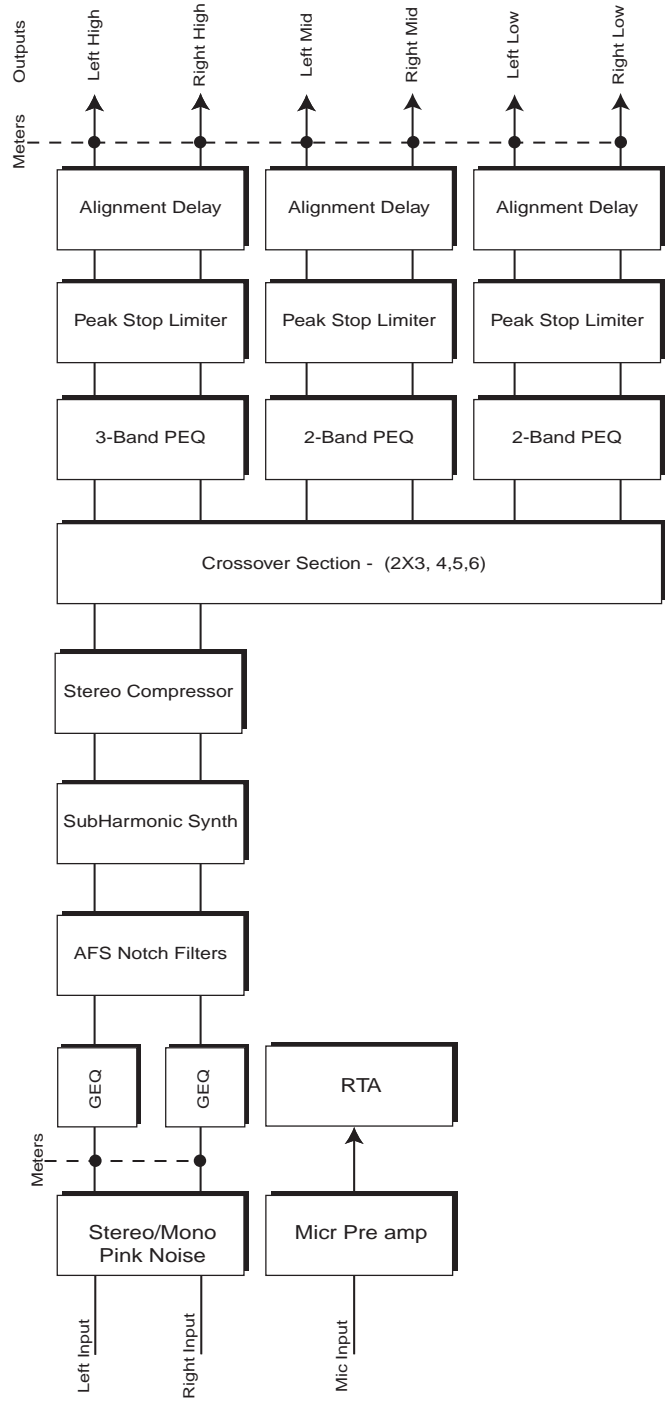 Outputs
Left High
Right High
Left Mid
Right Mid
Left Low
Right Low
Meters
Alignment Delay
Alignment Delay
Alignment Delay
Peak Stop Limiter
Peak Stop Limiter
Peak Stop Limiter
3-Band PEQ
2-Band PEQ
2-Band PEQ
Crossover Section - (2X3, 4,5,6)
Stereo Compressor
SubHarmonic Synth
AFS Notch Filters
GEQ
GEQ
RTA
Meters
Stereo/Mono
Pink Noise
Micr Pre amp
Left Input
Right Input
Mic Input